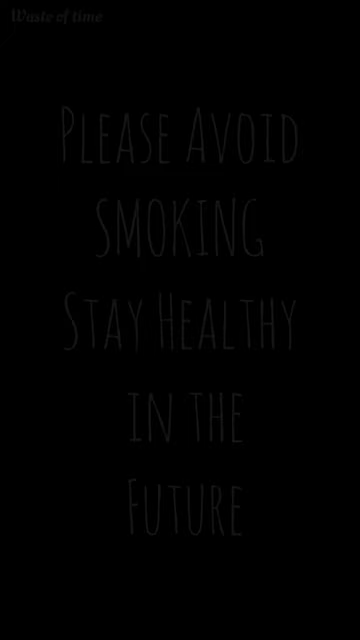 Waste of time
PLEASE AVOID
SMOKING
STAY HEALTHY
IN THE
FUTURE